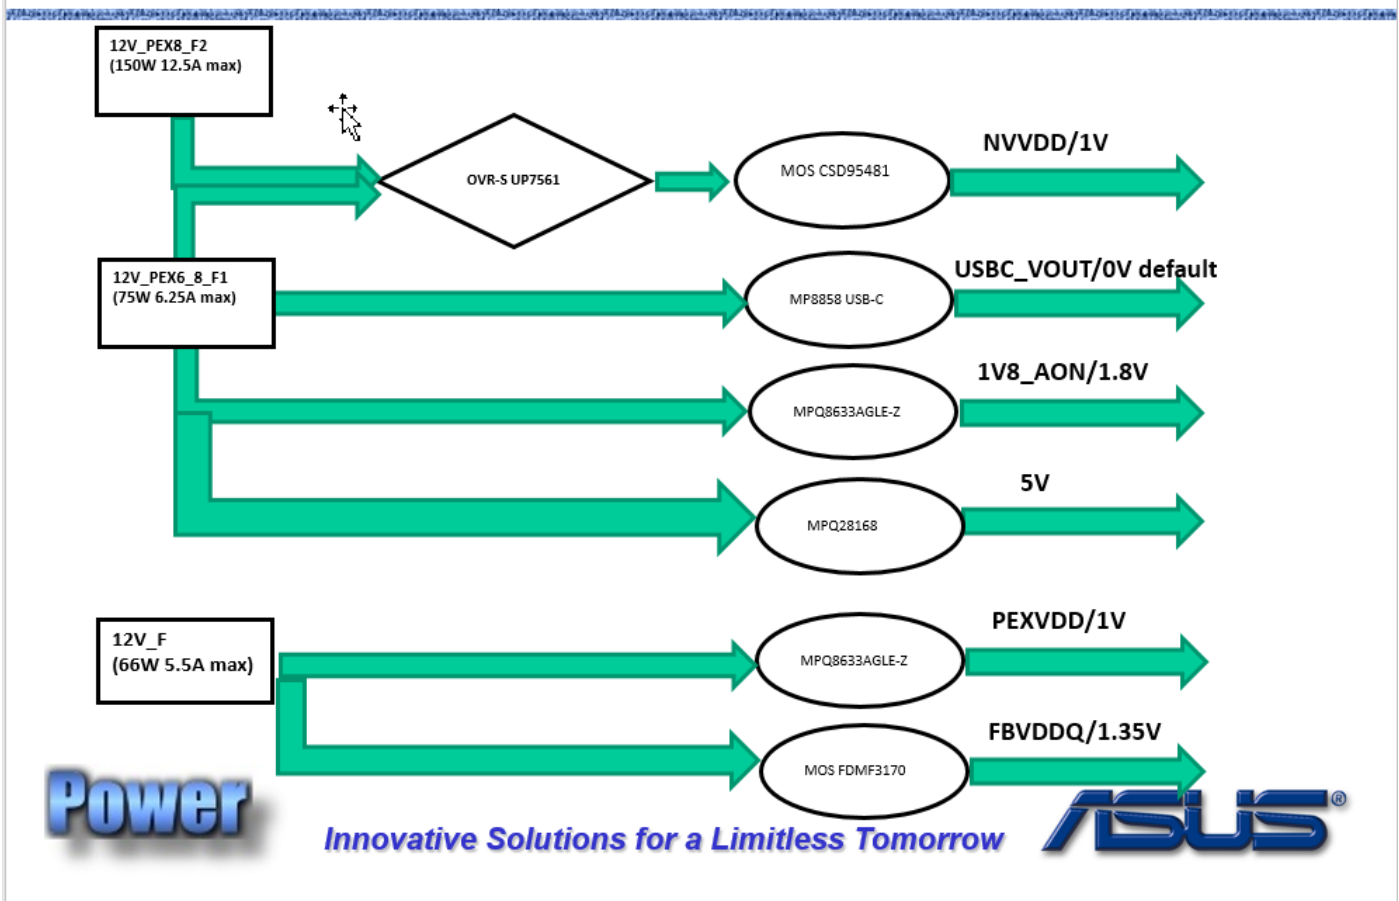 12V_PEX8_F2
(150W 12.5A max)
OVR-S UP7561
MOS CSD95481
NVVDD/1V
12V_PEX6_8_F1
(75W 6.25A max)
MP8858 USB-C
USBC_VOUT/0V default
MPQ8633AGLE-Z
1V8_AON/1.8V
MPQ28168
5V
12V_F
(66W 5.5A max)
MPQ8633AGLE-Z
PEXVDD/1V
MOS FDMF3170
FBVDDQ/1.35V
Power
Innovative Solutions for a Limitless Tomorrow
ASUS®